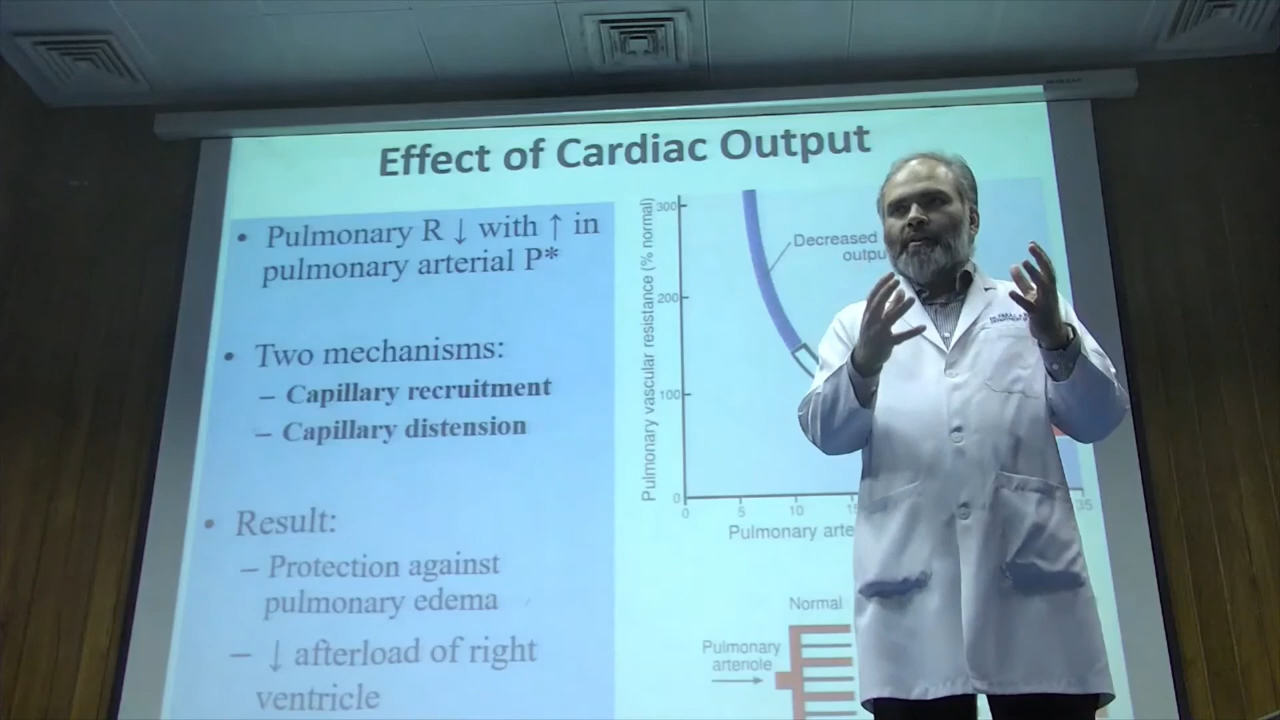 Effect of Cardiac Output
• Pulmonary R ↓ with ↑ in
pulmonary arterial P*
• Two mechanisms:
– Capillary recruitment
– Capillary distension
• Result:
– Protection against
pulmonary edema
– ↓ afterload of right
ventricle
Pulmonary vascular resistance (% normal)
300
200
100
0
Decreased
outpu
0 5 10 15 35
Pulmonary arte
Normal
Pulmonary
arteriole